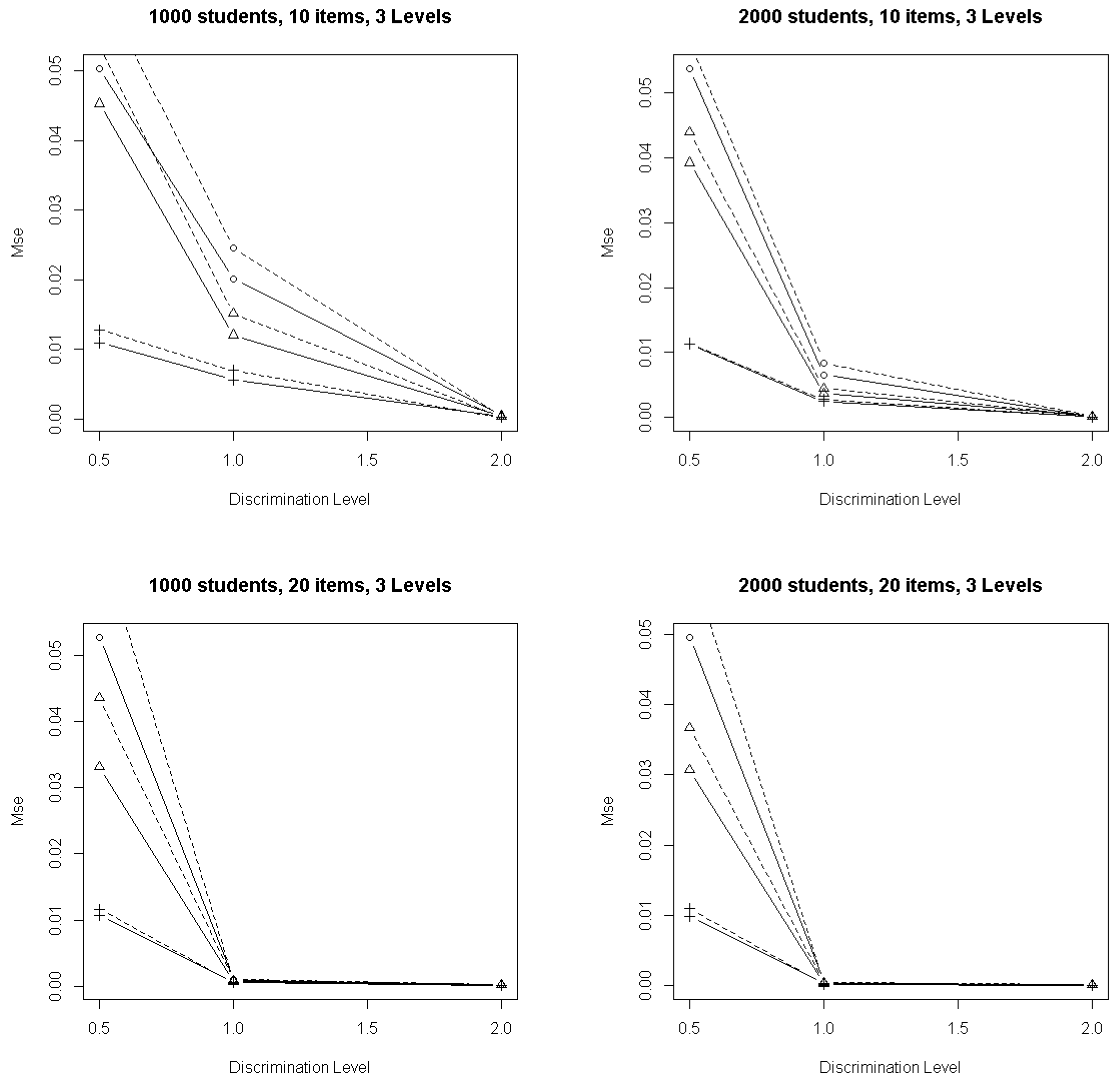 1000 students, 10 items, 3 Levels
Mse
0.05
0.04
0.03
0.02
0.01
0.00
0.5 1.0 1.5 2.0
Discrimination Level
2000 students, 10 items, 3 Levels
Mse
0.05
0.04
0.03
0.02
0.01
0.00
0.5 1.0 1.5 2.0
Discrimination Level
1000 students, 20 items, 3 Levels
Mse
0.05
0.04
0.03
0.02
0.01
0.00
0.5 1.0 1.5 2.0
Discrimination Level
2000 students, 20 items, 3 Levels
Mse
0.05
0.04
0.03
0.02
0.01
0.00
0.5 1.0 1.5 2.0
Discrimination Level